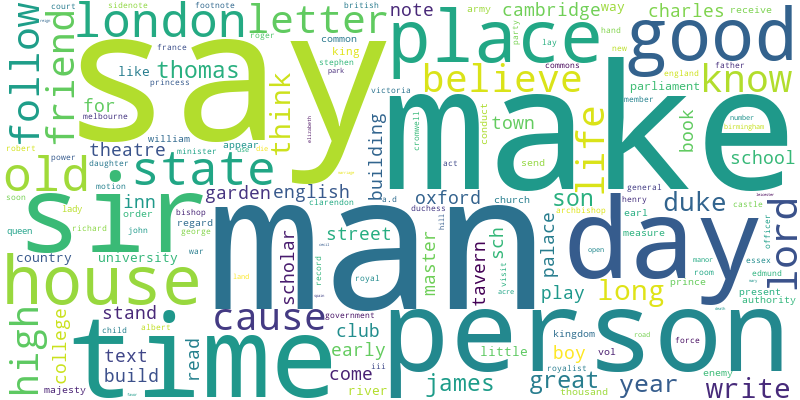 court sidenote footnote british
london letter note army cambridge way charles receive
follow friend say roger place good
france common king party lay hand new father
like thomas stephen commons england
princess park believe know
for think victoria parliament
melbourne make member
william elizabeth cromwell conduct life book number
theatre appear building town birmingham
robert minister school
power daughter act send
old state motion garden english oxford son general
soon lady inn clarendon a.d church duke henry castle
sir order bishop duchess archbishop earl lord
queen richard john regard street hill palace measure officer
george man day
country university war scholar record master tavern sch open manor essex
house royal visit room edmund
land acre play long prince present
high stand cause government authority
college child albert club kingdom road force
time person
text read early little boy vol
build come iii royalist enemy
majesty river james great year write
thousand